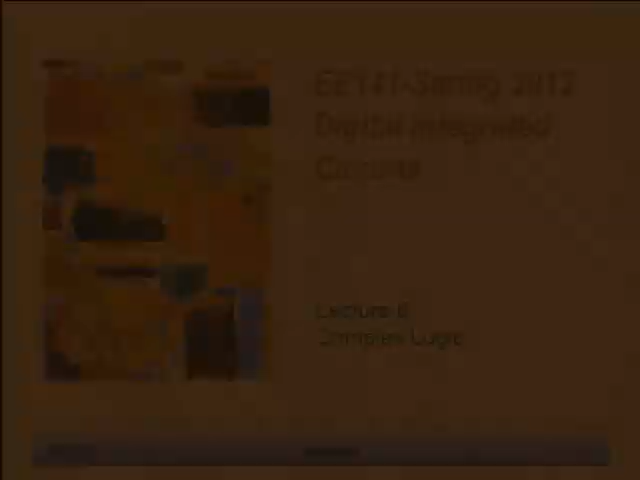 EE141-Spring 2012
Digital Integrated
Circuits
Lecture
Complex Logic